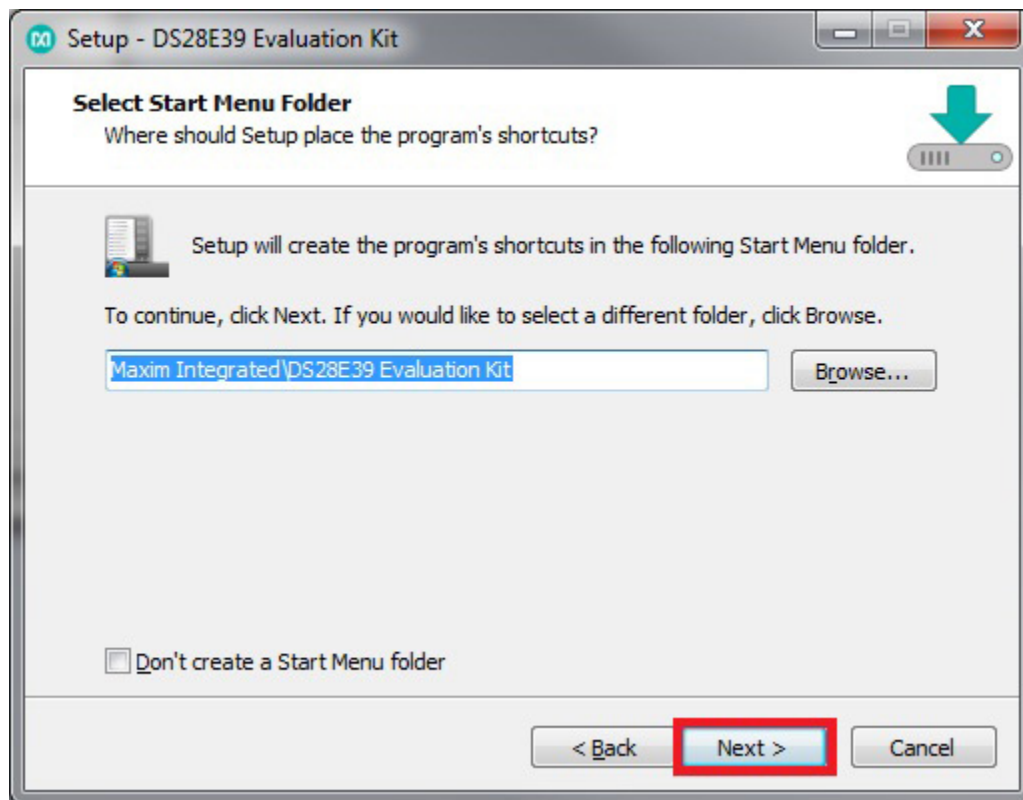 Setup - DS28E39 Evaluation Kit
Select Start Menu Folder
Where should Setup place the program's shortcuts?
Setup will create the program's shortcuts in the following Start Menu folder.
To continue, click Next. If you would like to select a different folder, click Browse.
Maxim Integrated\DS28E39 Evaluation Kit
Browse...
Don't create a Start Menu folder
< Back
Next >
Cancel